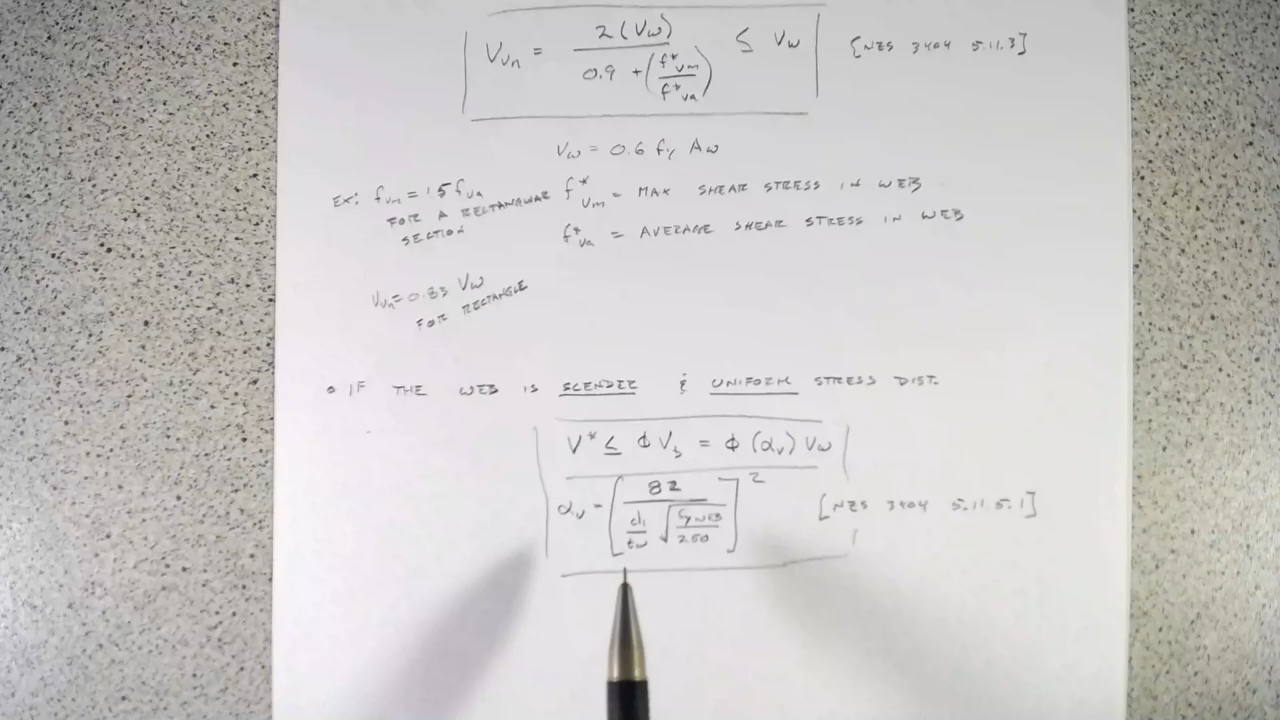 Vvn = 2(Vw) / (0.9 + (f*vm / f*va)) ≤ Vw [NZS 3404 5.11.3]
Vw = 0.6 fy Aw
Ex: fvm = 1.5 fva
FOR A RECTANGULAR
SECTION
f*vm = MAX SHEAR STRESS IN WEB
f*va = AVERAGE SHEAR STRESS IN WEB
Vvn = 0.83 Vw
FOR RECTANGLE
• IF THE WEB IS SLENDER & UNIFORM STRESS DIST.
V* ≤ ϕVb = ϕ(αv)Vw
αv = [82 / (d1/tw √(fyWEB/250))]² [NZS 3404 5.11.5.1]